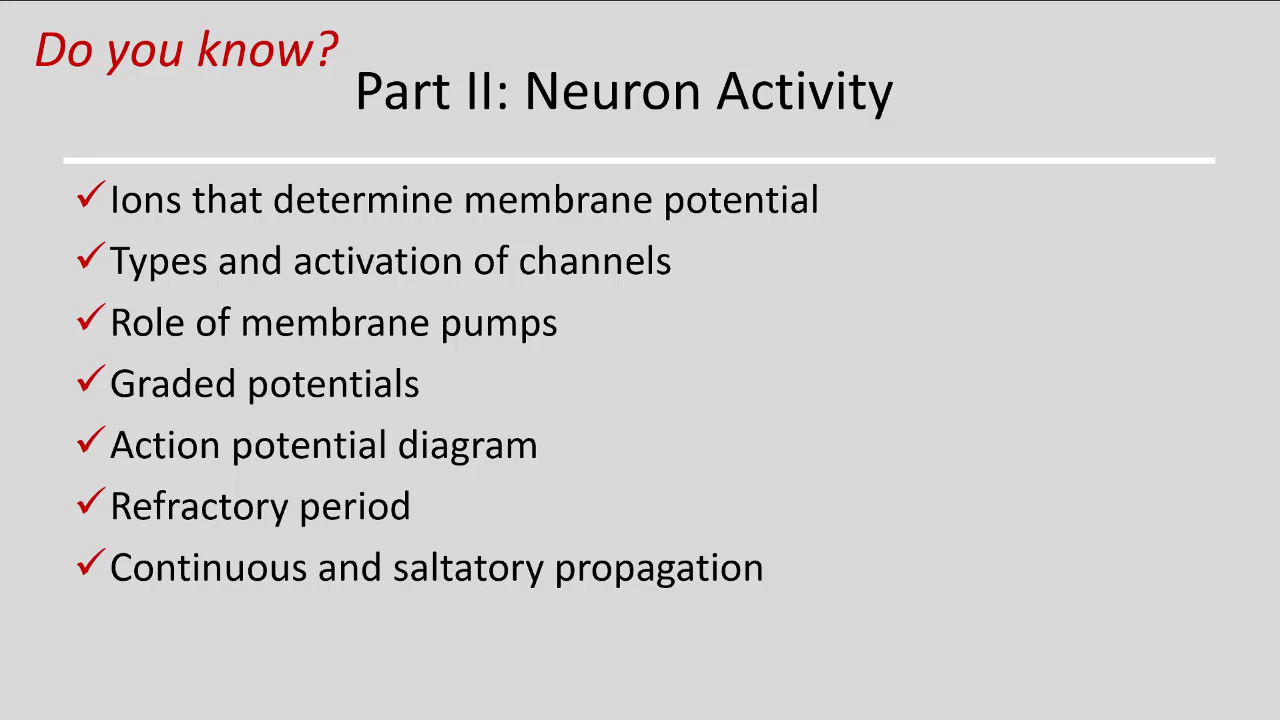 Do you know?
Part II: Neuron Activity
Ions that determine membrane potential
Types and activation of channels
Role of membrane pumps
Graded potentials
Action potential diagram
Refractory period
Continuous and saltatory propagation